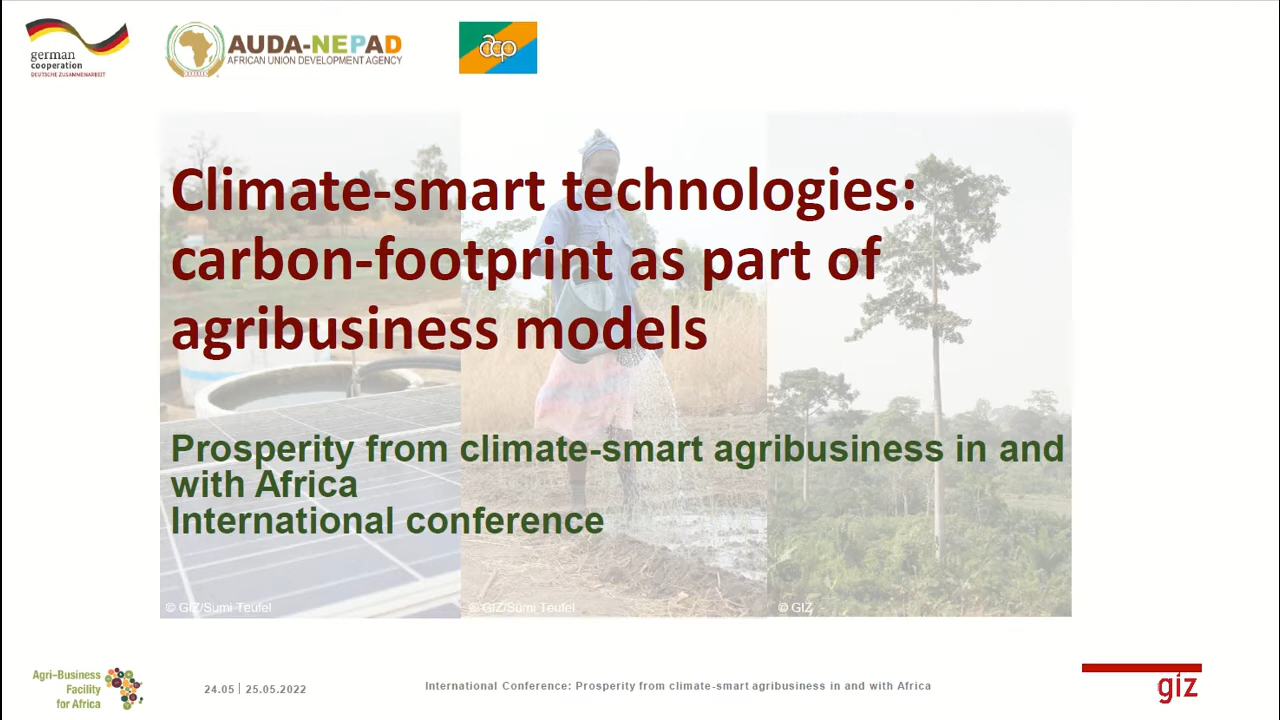 german
cooperation
DEUTSCHE ZUSAMMENARBEIT
AUDA-NEPAD
AFRICAN UNION DEVELOPMENT AGENCY
acp
Climate-smart technologies:
carbon-footprint as part of
agribusiness models
Prosperity from climate-smart agribusiness in and
with Africa
International conference
© GIZ/Sumi Teufel
© GIZ/Sumi Teufel
© GIZ
Agri-Business
Facility
for Africa
24.05 | 25.05.2022
International Conference: Prosperity from climate-smart agribusiness in and with Africa
giz